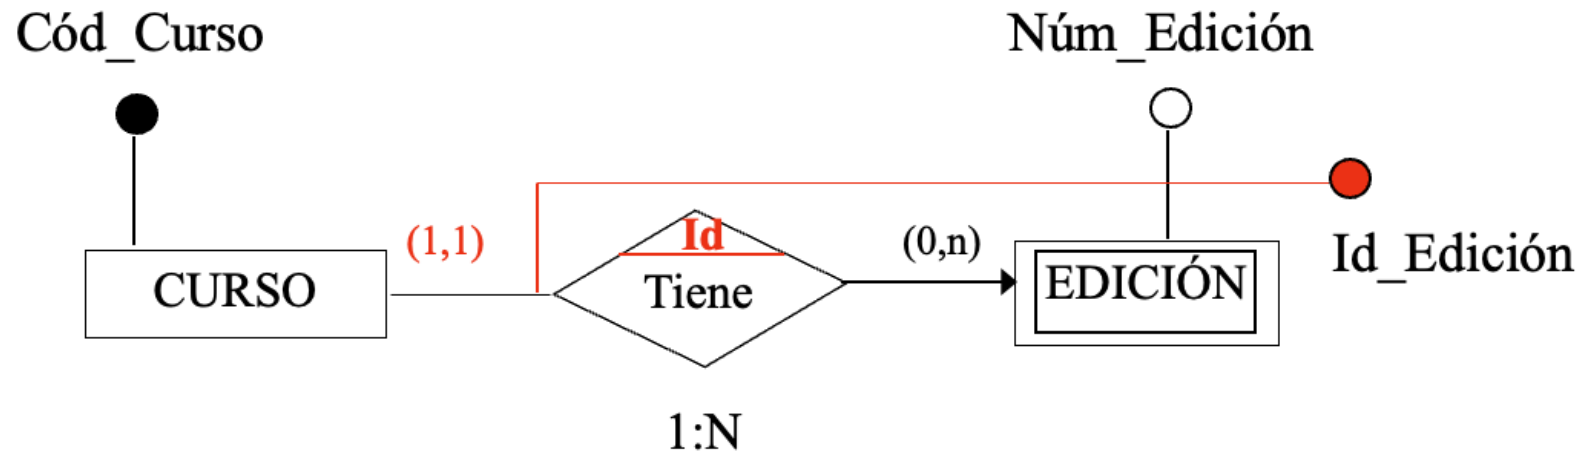 Cód_Curso
Núm_Edición
Id_Edición
(1,1)
Id
(0,n)
CURSO
Tiene
EDICIÓN
1:N